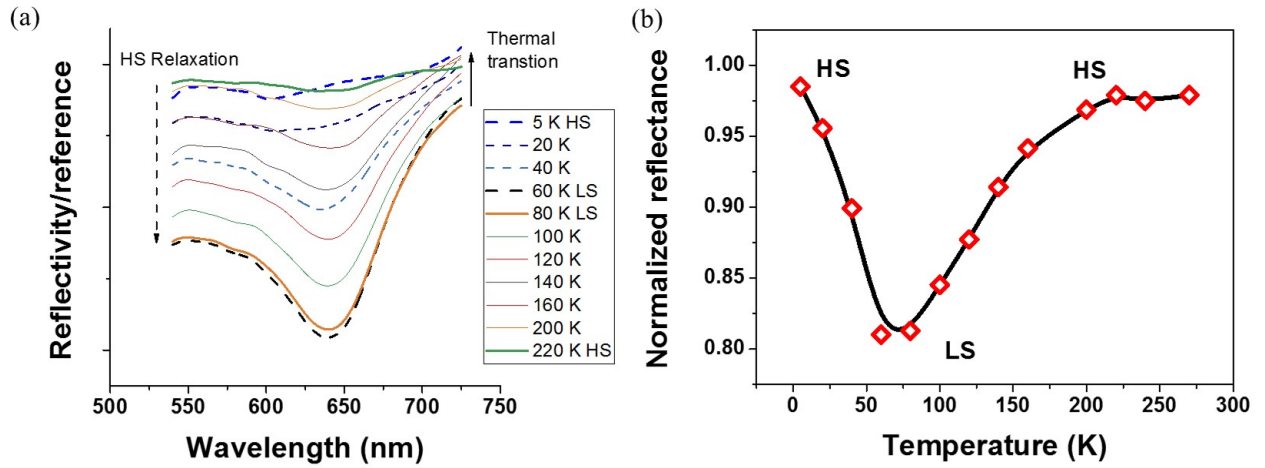 (a)
HS Relaxation
Thermal
transtion
5 K HS
20 K
40 K
60 K LS
80 K LS
100 K
120 K
140 K
160 K
200 K
220 K HS
Reflectivity/reference
500
550
600
650
700
750
Wavelength (nm)
(b)
HS
HS
LS
1.00
0.95
0.90
0.85
0.80
Normalized reflectance
0
50
100
150
200
250
300
Temperature (K)